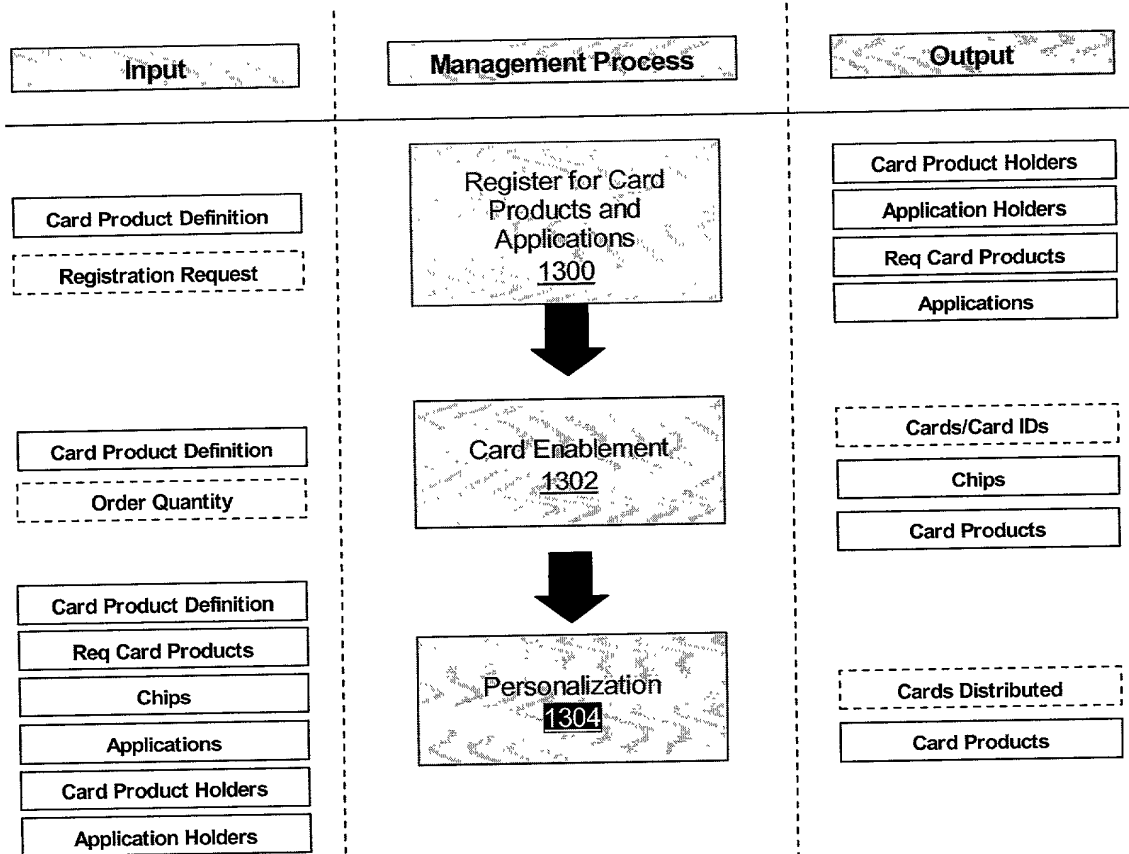 Input
Management Process
Output
Card Product Definition
Registration Request
Register for Card
Products and
Applications
1300
Card Product Holders
Application Holders
Req Card Products
Applications
Card Product Definition
Order Quantity
Card Enablement
1302
Cards/Card IDs
Chips
Card Products
Card Product Definition
Req Card Products
Chips
Applications
Card Product Holders
Application Holders
Personalization
1304
Cards Distributed
Card Products